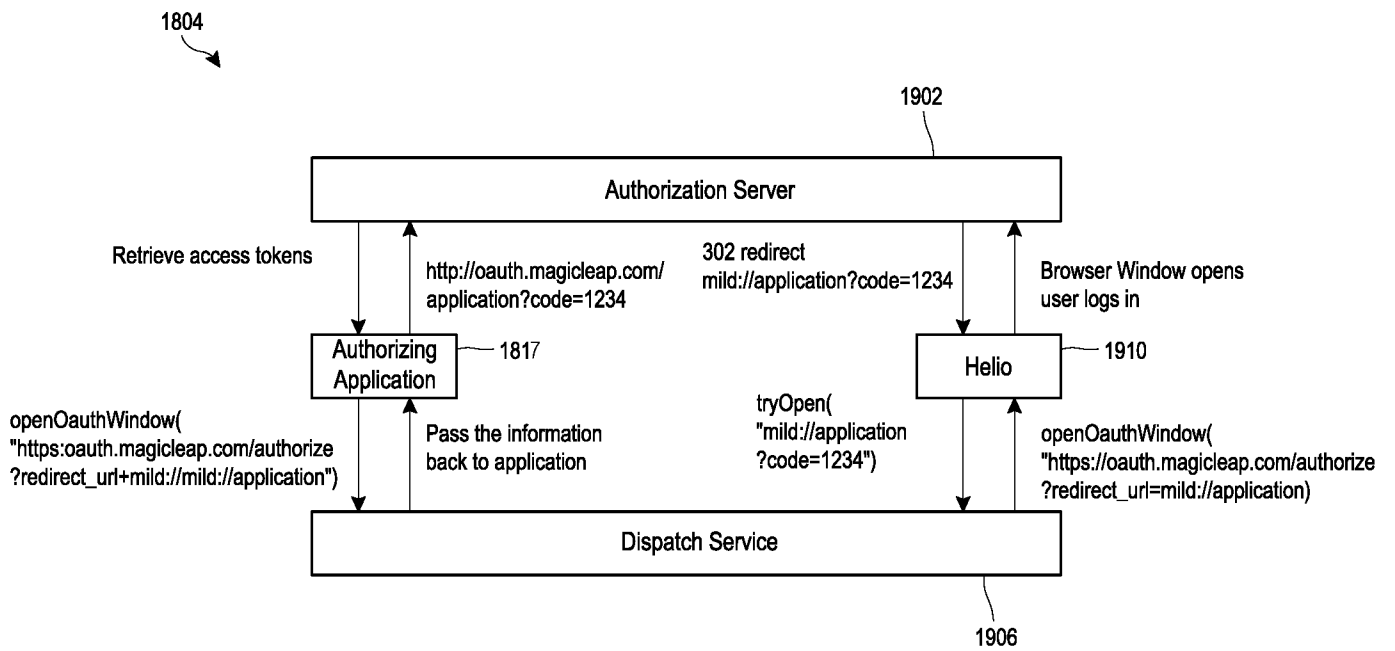 1804
1902
Authorization Server
Retrieve access tokens
http://oauth.magicleap.com/
application?code=1234
302 redirect
mild://application?code=1234
Browser Window opens
user logs in
Authorizing
Application
1817
Helio
1910
openOauthWindow(
"https:oauth.magicleap.com/authorize
?redirect_url+mild://mild://application")
Pass the information
back to application
tryOpen(
"mild://application
?code=1234")
openOauthWindow(
"https://oauth.magicleap.com/authorize
?redirect_url=mild://application)
Dispatch Service
1906